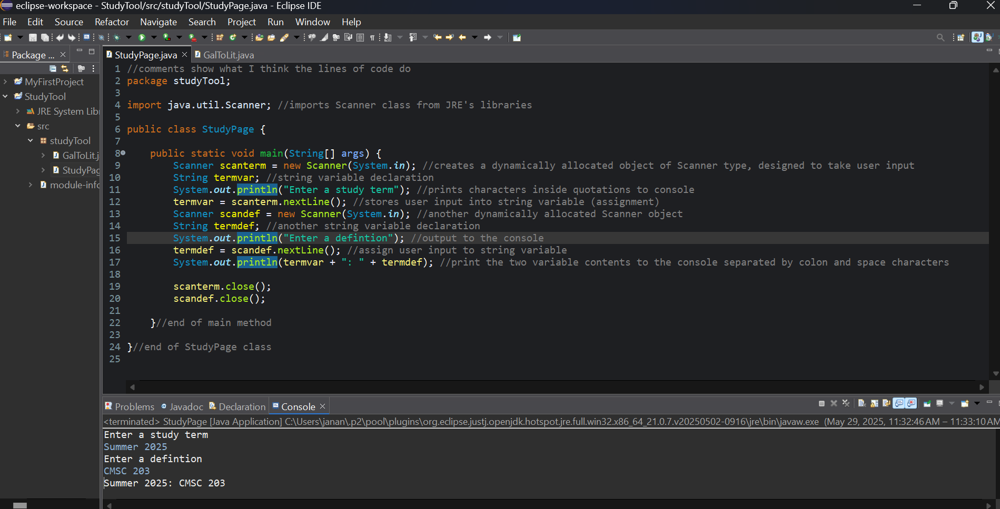 eclipse-workspace - StudyTool/src/studyTool/StudyPage.java - Eclipse IDE
File Edit Source Refactor Navigate Search Project Run Window Help
Package ...
MyFirstProject
StudyTool
JRE System Libr
src
studyTool
GalToLit.j
StudyPag
module-info
StudyPage.java GalToLit.java
1 //comments show what I think the lines of code do
2 package studyTool;
3
4 import java.util.Scanner; //imports Scanner class from JRE's libraries
5
6 public class StudyPage {
7
8 public static void main(String[] args) {
9 Scanner scanterm = new Scanner(System.in); //creates a dynamically allocated object of Scanner type, designed to take user input
10 String termvar; //string variable declaration
11 System.out.println("Enter a study term"); //prints characters inside quotations to console
12 termvar = scanterm.nextLine(); //stores user input into string variable (assignment)
13 Scanner scandef = new Scanner(System.in); //another dynamically allocated Scanner object
14 String termdef; //another string variable declaration
15 System.out.println("Enter a defintion"); //output to the console
16 termdef = scandef.nextLine(); //assign user input to string variable
17 System.out.println(termvar + ": " + termdef); //print the two variable contents to the console separated by colon and space characters
18
19 scanterm.close();
20 scandef.close();
21
22 }//end of main method
23
24 }//end of StudyPage class
25
Problems Javadoc Declaration Console
<terminated> StudyPage [Java Application] C:\Users\janan\.p2\pool\plugins\org.eclipse.justj.openjdk.hotspot.jre.full.win32.x86_64_21.0.7.v20250502-0916\jre\bin\javaw.exe (May 29, 2025, 11:32:46 AM – 11:33:10 AM
Enter a study term
Summer 2025
Enter a defintion
CMSC 203
Summer 2025: CMSC 203